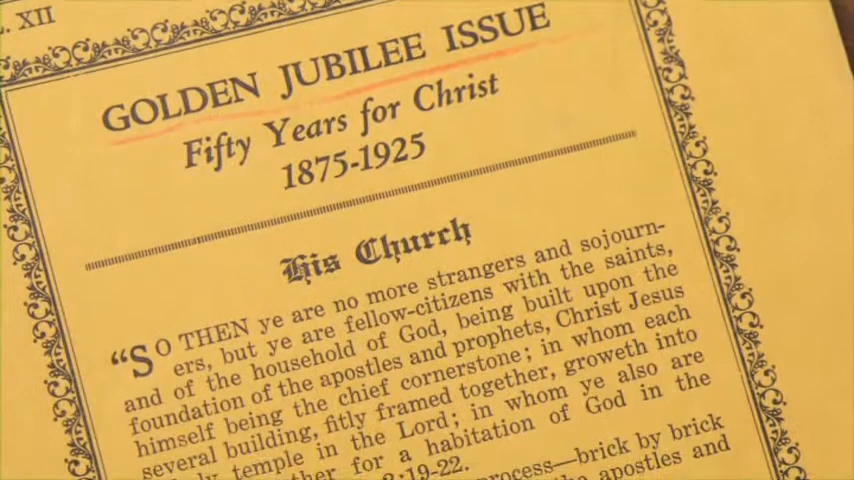 XII
GOLDEN JUBILEE ISSUE
Fifty Years for Christ
1875-1925
His Church
"SO THEN ye are no more strangers and sojourn-
ers, but ye are fellow-citizens with the saints,
and of the household of God, being built upon the
foundation of the apostles and prophets, Christ Jesus
himself being the chief cornerstone; in whom each
several building, fitly framed together, groweth into
temple in the Lord; in whom ye also are
for a habitation of God in the
2:19-22.
process—brick by brick
apostles and